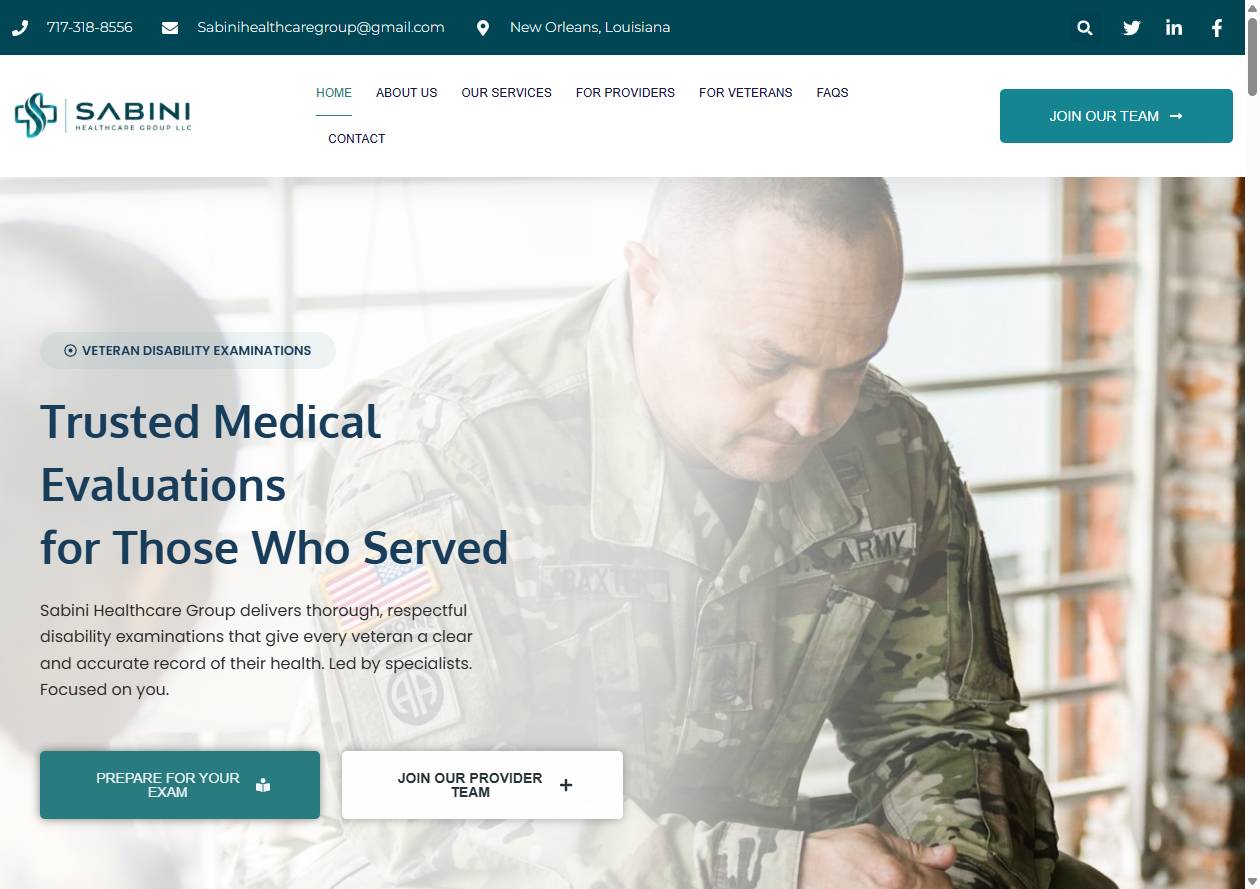 717-318-8556
Sabinihealthcaregroup@gmail.com
New Orleans, Louisiana
SABINI
HEALTHCARE GROUP LLC
HOME
ABOUT US
OUR SERVICES
FOR PROVIDERS
FOR VETERANS
FAQS
CONTACT
JOIN OUR TEAM
VETERAN DISABILITY EXAMINATIONS
Trusted Medical
Evaluations
for Those Who Served
Sabini Healthcare Group delivers thorough, respectful
disability examinations that give every veteran a clear
and accurate record of their health. Led by specialists.
Focused on you.
PREPARE FOR YOUR
EXAM
JOIN OUR PROVIDER
TEAM
U.S. ARMY